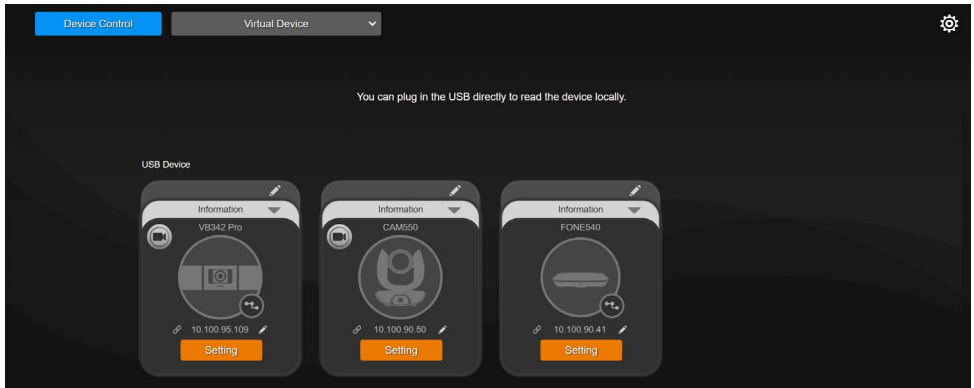 Device Control
Virtual Device
You can plug in the USB directly to read the device locally.
USB Device
Information
VB342 Pro
10.100.95.109
Setting
Information
CAM550
10.100.90.50
Setting
Information
FONE540
10.100.90.41
Setting